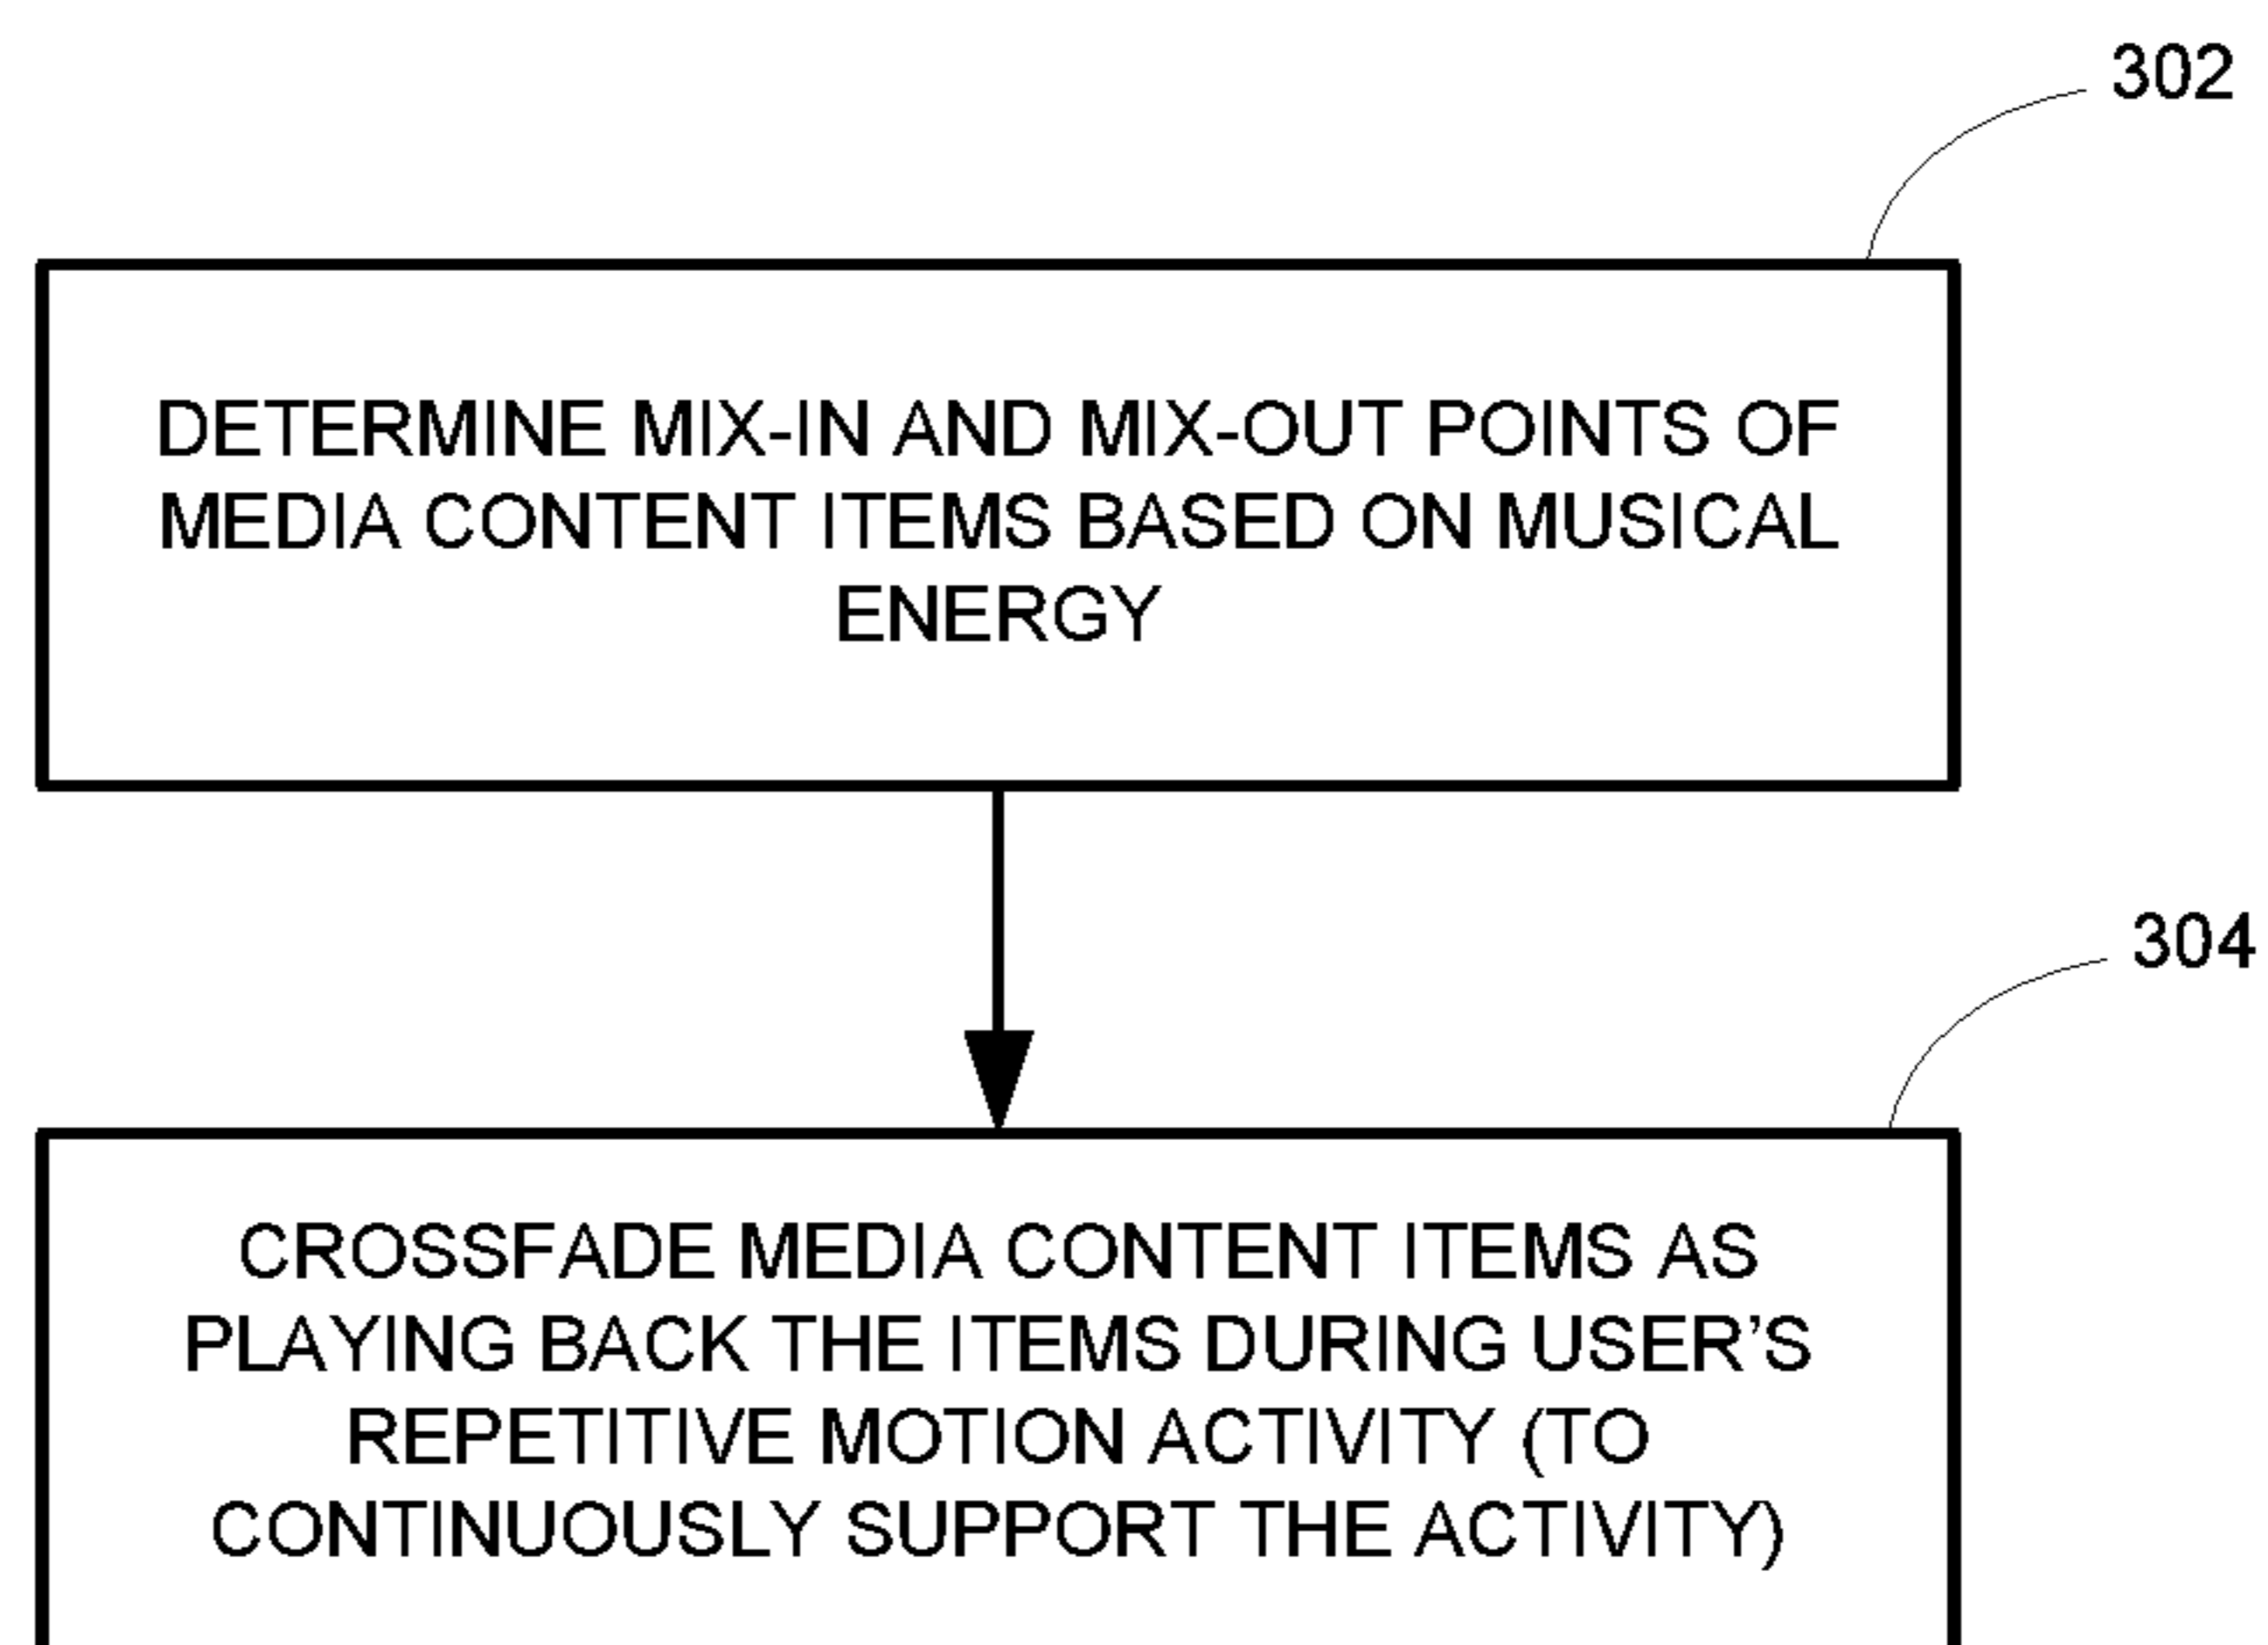 302
DETERMINE MIX-IN AND MIX-OUT POINTS OF
MEDIA CONTENT ITEMS BASED ON MUSICAL
ENERGY
304
CROSSFADE MEDIA CONTENT ITEMS AS
PLAYING BACK THE ITEMS DURING USER’S
REPETITIVE MOTION ACTIVITY (TO
CONTINUOUSLY SUPPORT THE ACTIVITY)